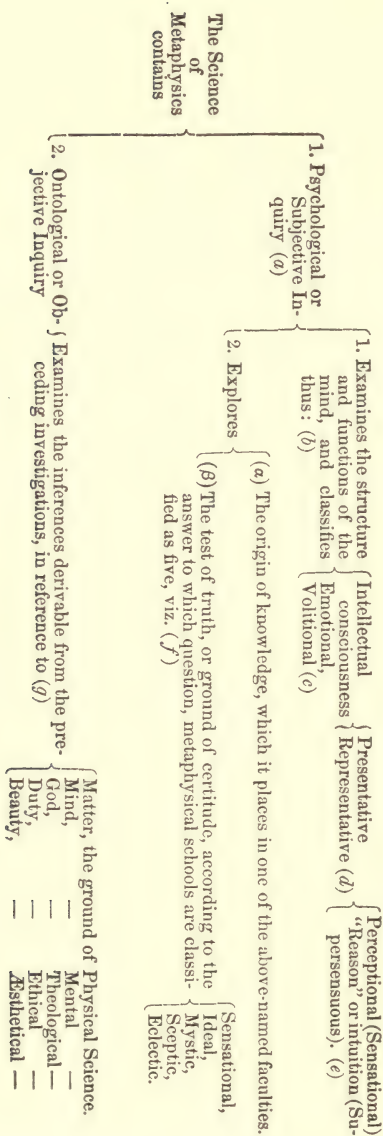 The Science
of
Metaphysics
contains
1. Psychological or
Subjective In-
quiry (a)
1. Examines the structure
and functions of the
mind, and classifies
thus: (b)
Intellectual
consciousness
Emotional,
Volitional (c)
Presentative
Representative (d)
Perceptional (Sensational)
"Reason" or intuition (Su-
persensuous). (e)
2. Explores
(α) The origin of knowledge, which it places in one of the above-named faculties.
(β) The test of truth, or ground of certitude, according to the
answer to which question, metaphysical schools are classi-
fied as five, viz. (f)
Sensational,
Ideal,
Mystic,
Sceptic,
Eclectic.
2. Ontological or Ob-
jective Inquiry
Examines the inferences derivable from the pre-
ceding investigations, in reference to (g)
Matter, the ground of Physical Science.
Mind, — Mental —
God, — Theological —
Duty, — Ethical —
Beauty, — Æsthetical —